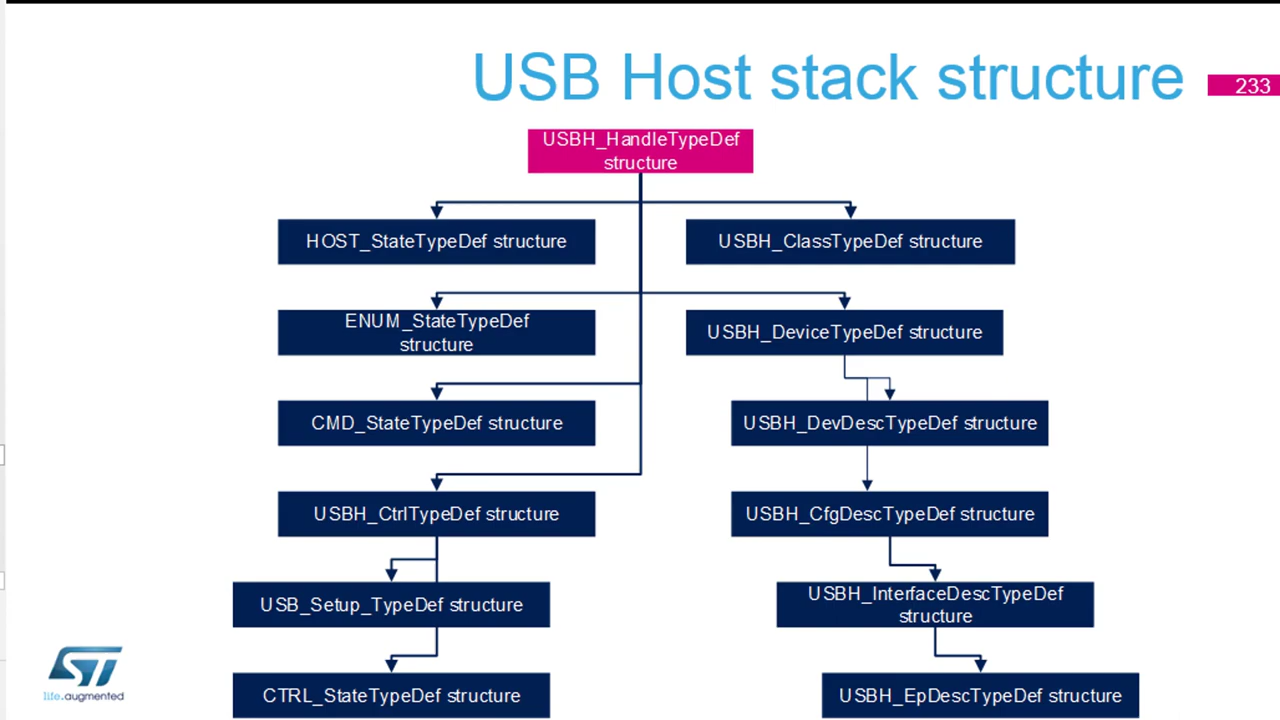 USB Host stack structure
233
USBH_HandleTypeDef
structure
HOST_StateTypeDef structure
USBH_ClassTypeDef structure
ENUM_StateTypeDef
structure
USBH_DeviceTypeDef structure
CMD_StateTypeDef structure
USBH_DevDescTypeDef structure
USBH_CtrlTypeDef structure
USBH_CfgDescTypeDef structure
USB_Setup_TypeDef structure
USBH_InterfaceDescTypeDef
structure
CTRL_StateTypeDef structure
USBH_EpDescTypeDef structure
ST
life.augmented